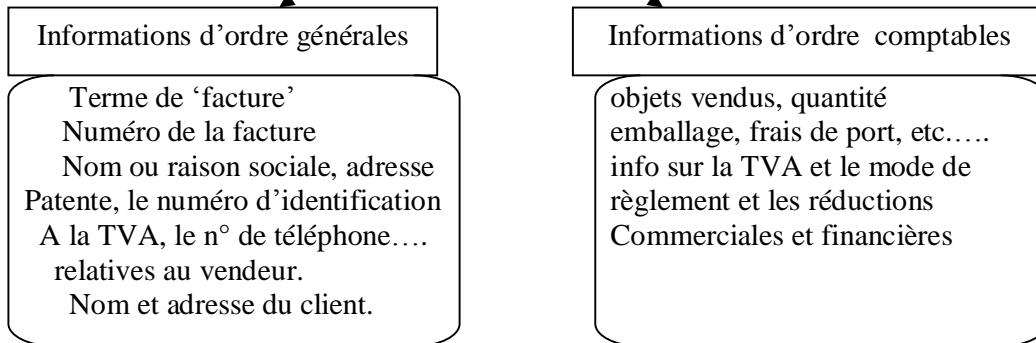 Informations d’ordre générales
Terme de ‘facture’
Numéro de la facture
Nom ou raison sociale, adresse
Patente, le numéro d’identification
A la TVA, le n° de téléphone….
relatives au vendeur.
Nom et adresse du client.
Informations d’ordre  comptables
objets vendus, quantité
emballage, frais de port, etc.….
info sur la TVA et le mode de
règlement et les réductions
Commerciales et financières